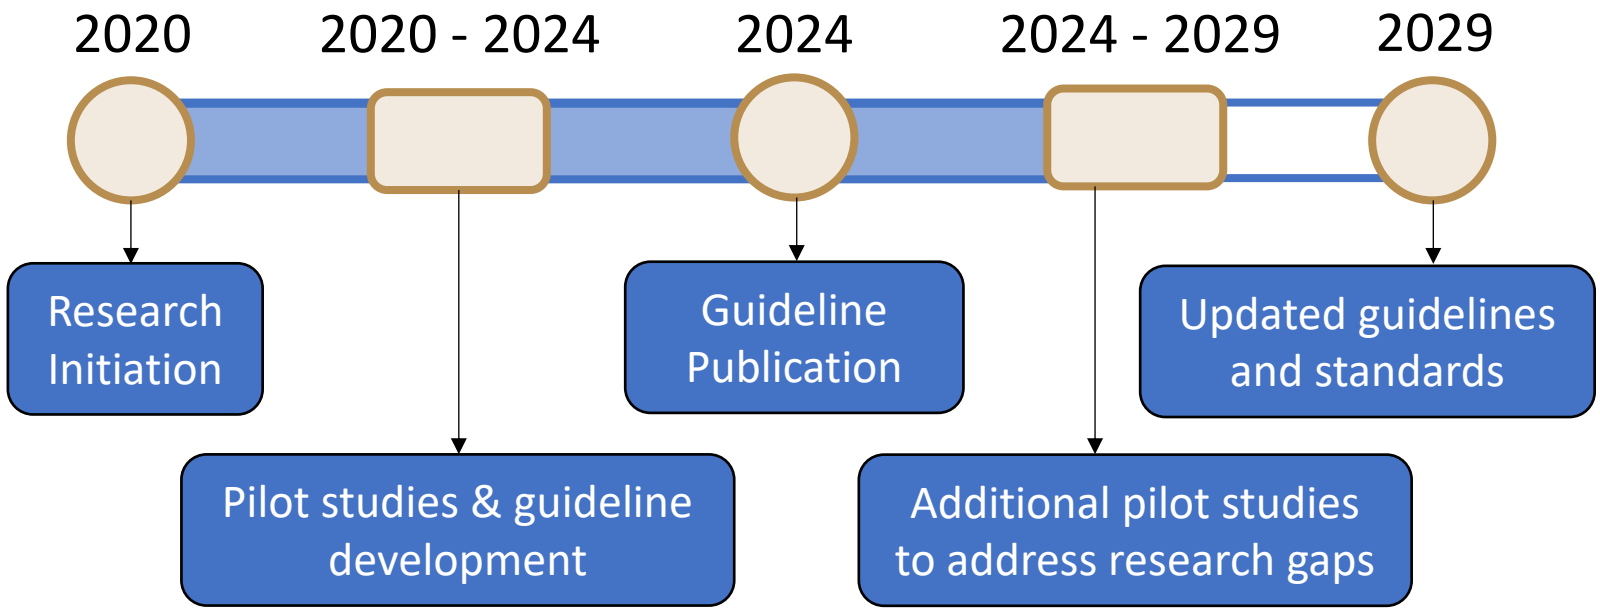 2020
2020 - 2024
2024
2024 - 2029
2029
Research
Initiation
Guideline
Publication
Updated guidelines
and standards
Pilot studies & guideline
development
Additional pilot studies
to address research gaps